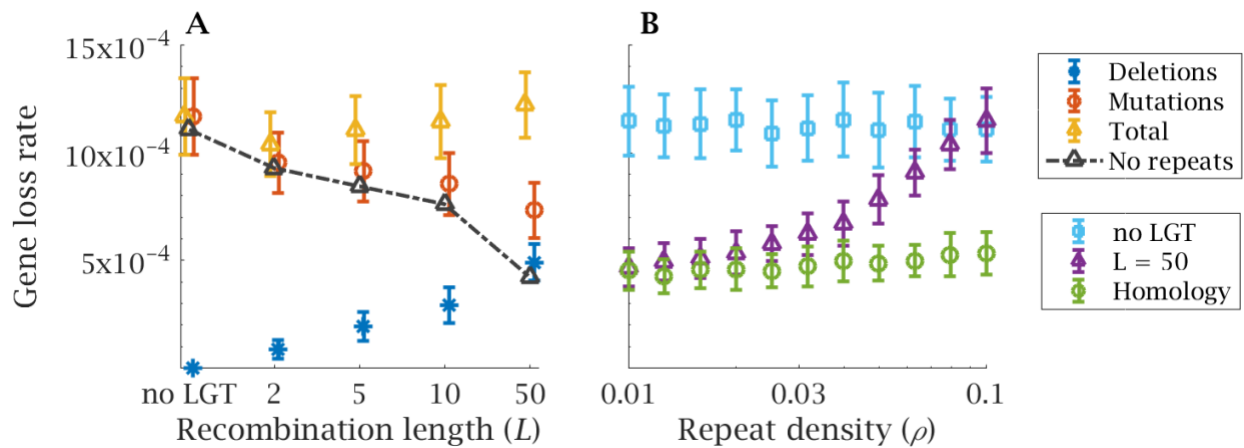 A
B
15x10⁻⁴
10x10⁻⁴
5x10⁻⁴
Gene loss rate
no LGT 2 5 10 50
Recombination length (L)
0.01 0.03 0.1
Repeat density (ρ)
Deletions
Mutations
Total
No repeats
no LGT
L = 50
Homology